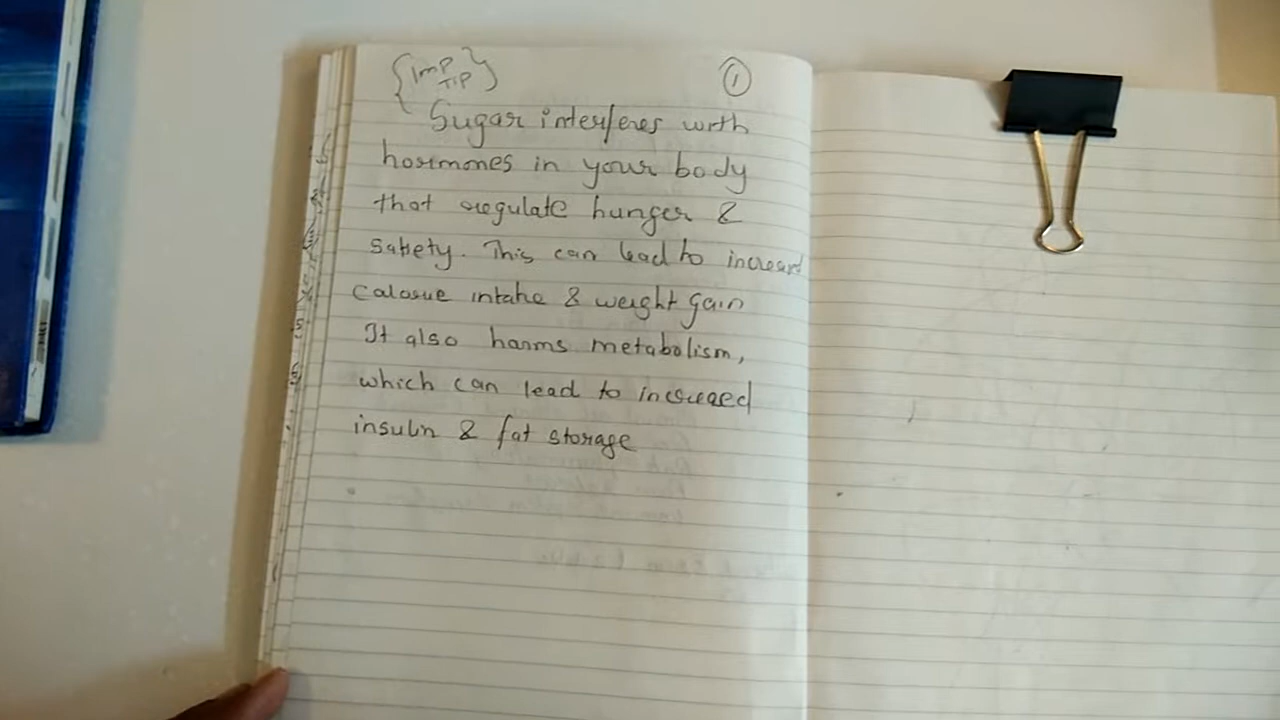 {Imp
TIP}
①
Sugar interferes with
hormones in your body
that regulate hunger &
satiety. This can lead to increased
calorie intake & weight gain
It also harms metabolism,
which can lead to increased
insulin & fat storage